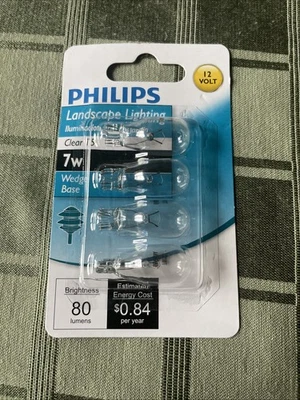 12
VOLT
PHILIPS
Landscape Lighting
Clear T5
7w
Wedge
Base
Brightness
80
lumens
Estimated
Energy Cost
$0.84
per year